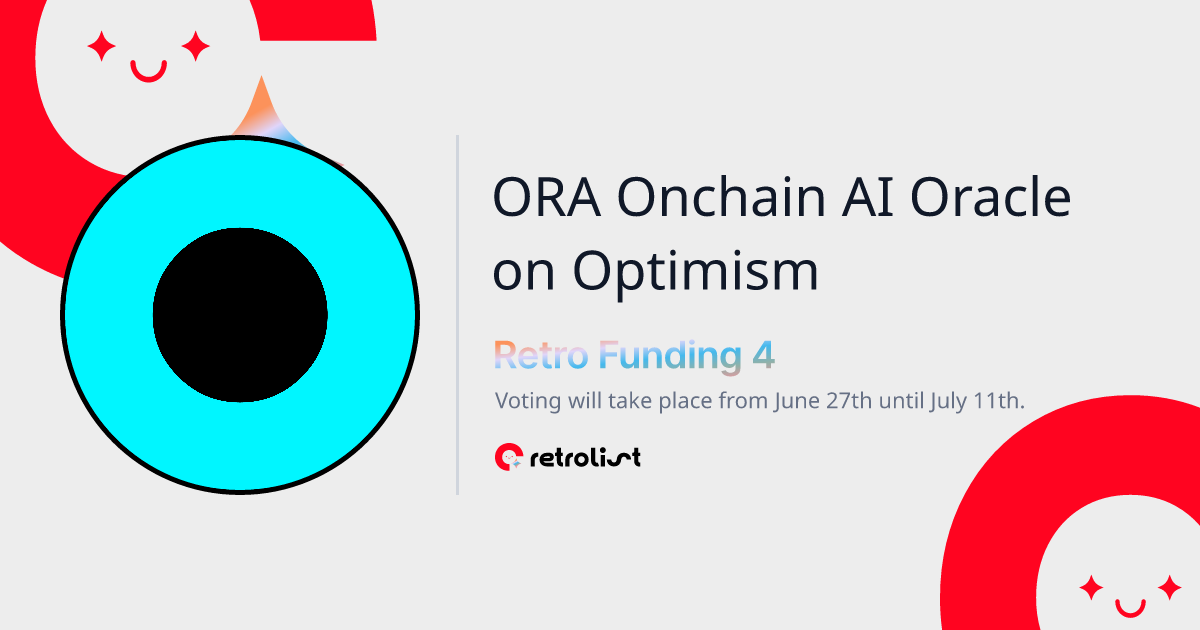 ORA Onchain AI Oracle
on Optimism
Retro Funding 4
Voting will take place from June 27th until July 11th.
retrolist